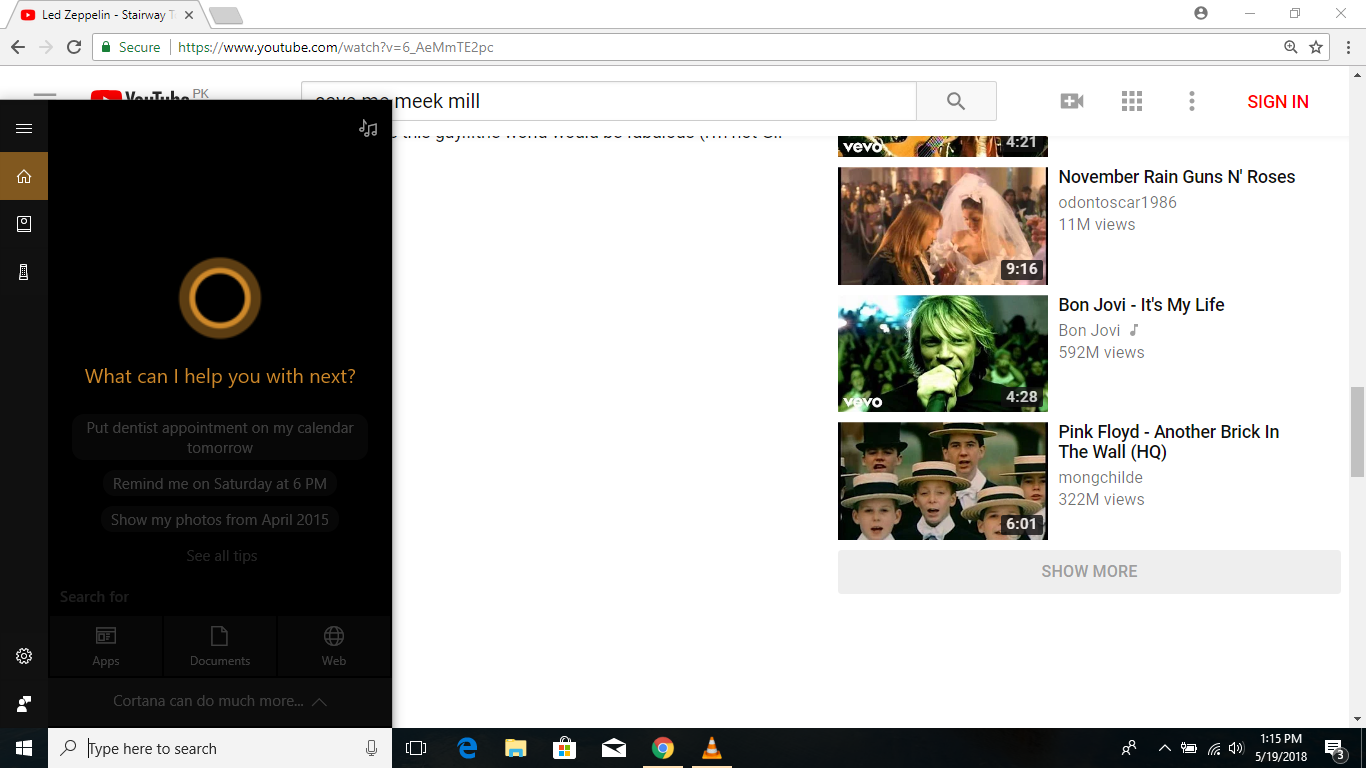 Led Zeppelin - Stairway T
Secure
https://www.youtube.com/watch?v=6_AeMmTE2pc
YouTube PK
save me meek mill
SIGN IN
this guy
world would be fabulous (I'm not
vevo
4:21
November Rain Guns N' Roses
odontoscar1986
11M views
9:16
Bon Jovi - It's My Life
Bon Jovi
592M views
vevo
4:28
Pink Floyd - Another Brick In
The Wall (HQ)
mongchilde
322M views
6:01
SHOW MORE
What can I help you with next?
Put dentist appointment on my calendar
tomorrow
Remind me on Saturday at 6 PM
Show my photos from April 2015
See all tips
Search for
Apps
Documents
Web
Cortana can do much more...
Type here to search
1:15 PM
5/19/2018
3